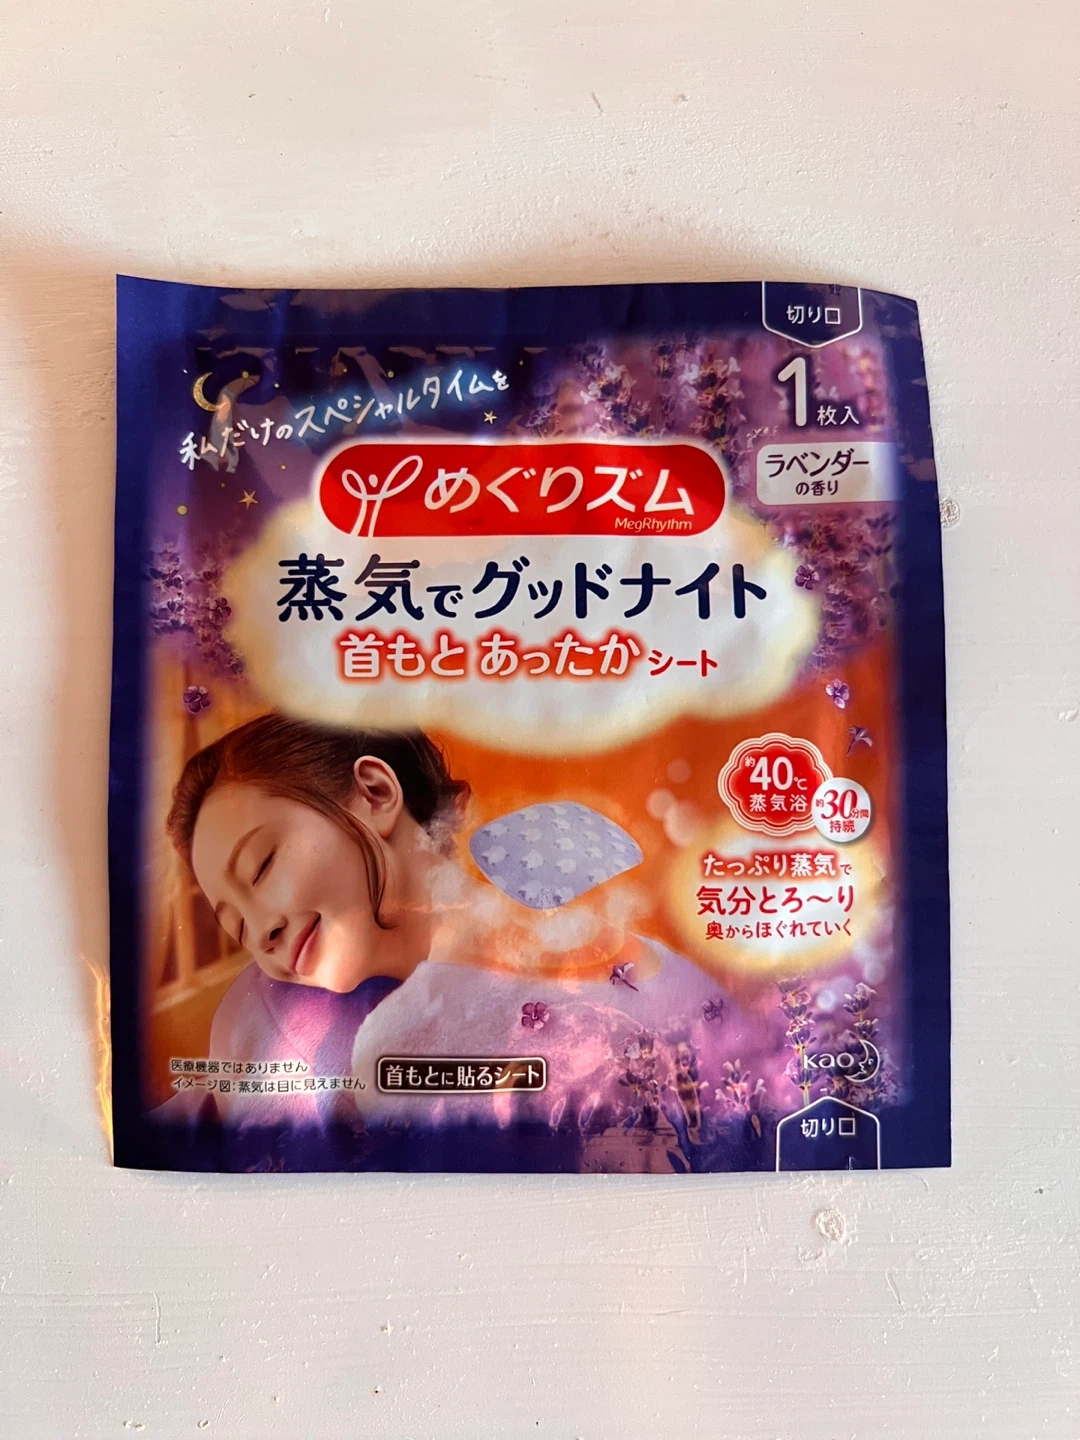 切り口
1枚入
私だけのスペシャルタイムを
ラベンダー
の香り
めぐりズム
MegRhythm
蒸気でグッドナイト
首もと あったかシート
約40℃
蒸気浴
約30分間
持続
たっぷり蒸気で
気分とろ～り
奥からほぐれていく
医療機器ではありません
イメージ図：蒸気は目に見えません
首もとに貼るシート
Kao
切り口